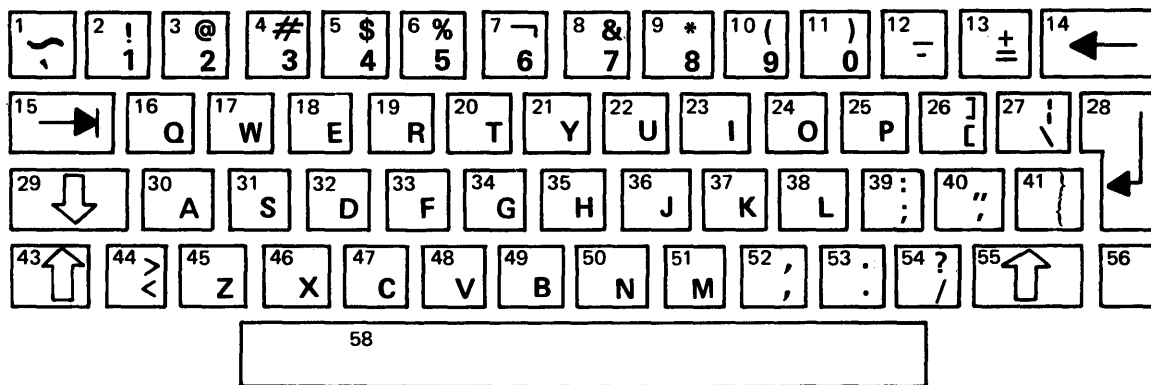 1 ~ ` 2 ! 1 3 @ 2 4 # 3 5 $ 4 6 % 5 7 ¬ 6 8 & 7 9 * 8 10 ( 9 11 ) 0 12 _ - 13 + = 14
15 16 Q 17 W 18 E 19 R 20 T 21 Y 22 U 23 I 24 O 25 P 26 ] [ 27 ¦ \ 28
29 30 A 31 S 32 D 33 F 34 G 35 H 36 J 37 K 38 L 39 : ; 40 " ' 41 }
43 44 > < 45 Z 46 X 47 C 48 V 49 B 50 N 51 M 52 , , 53 . . 54 ? / 55 56
58